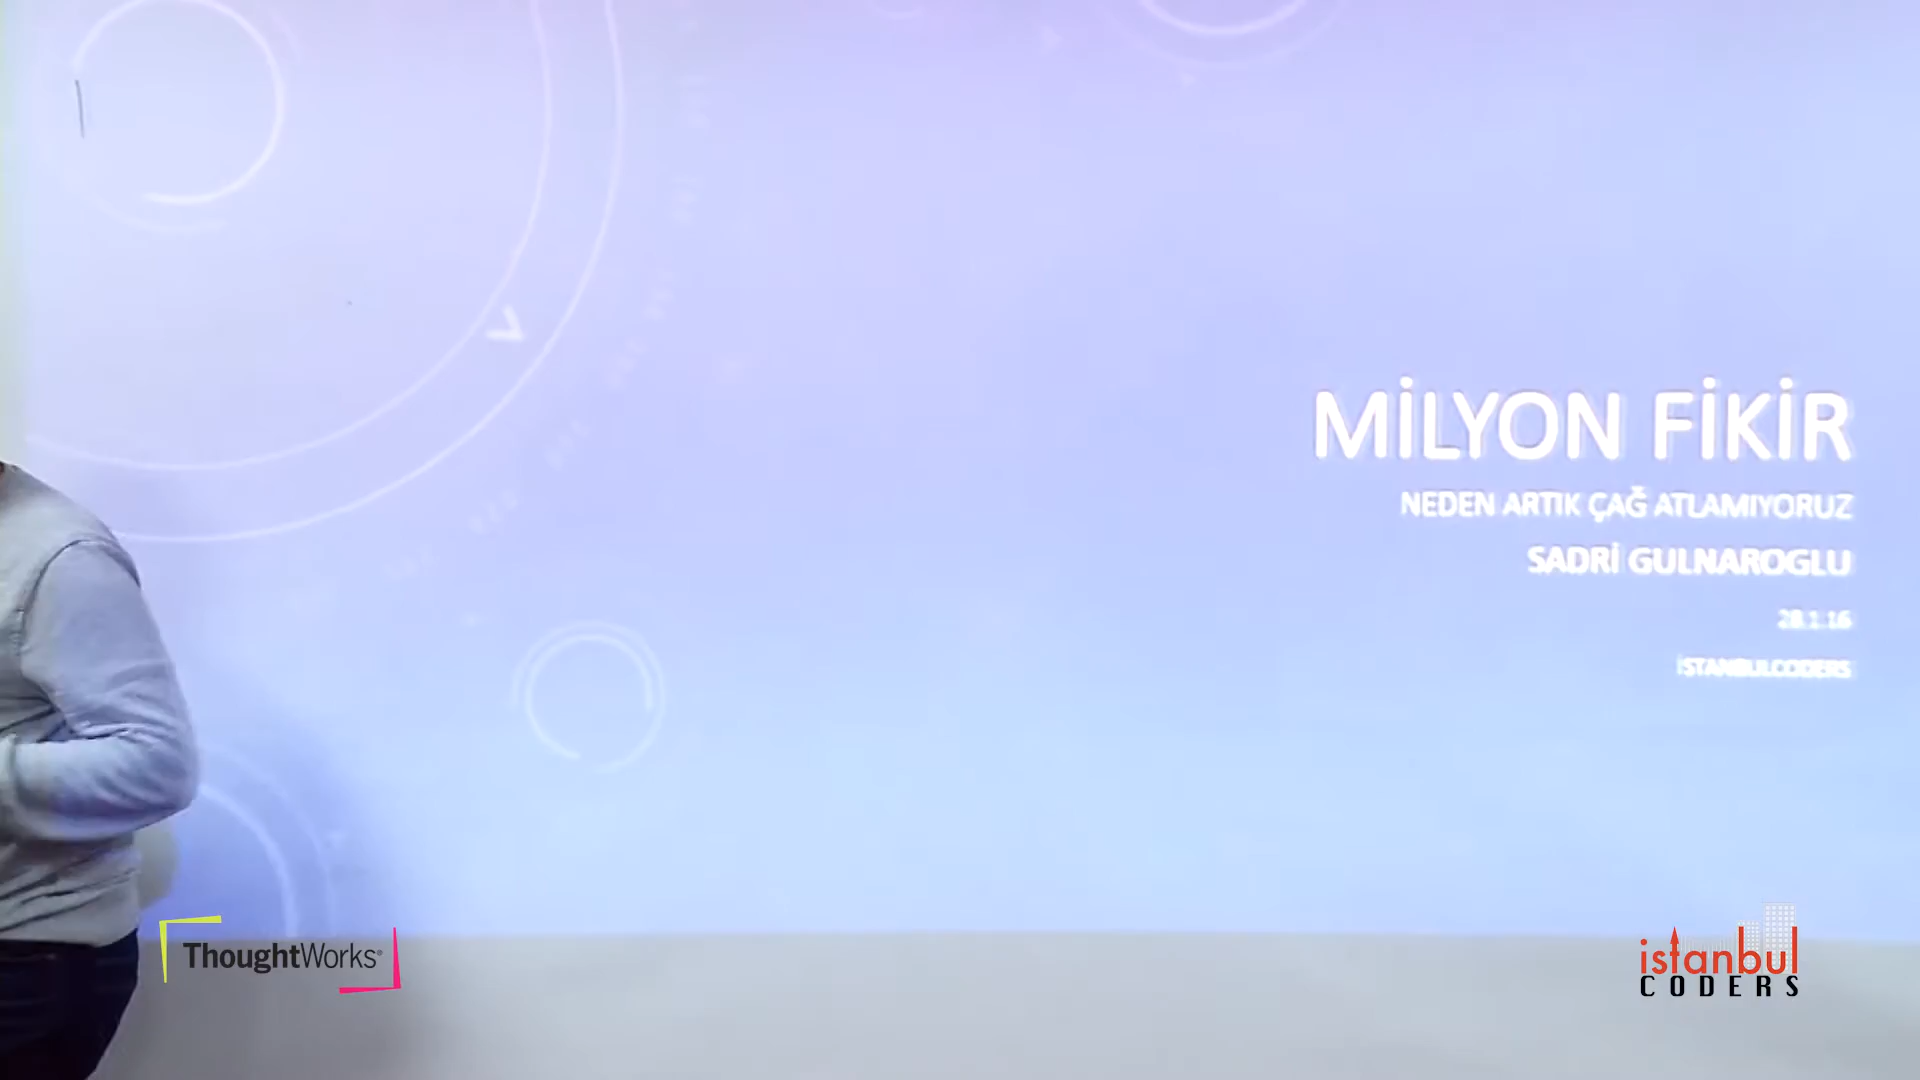 MİLYON FİKİR
NEDEN ARTIK ÇAĞ ATLAMIYORUZ
SADRİ GULNAROGLU
28.1.16
İSTANBULCODERS
ThoughtWorks®
istanbul
CODERS